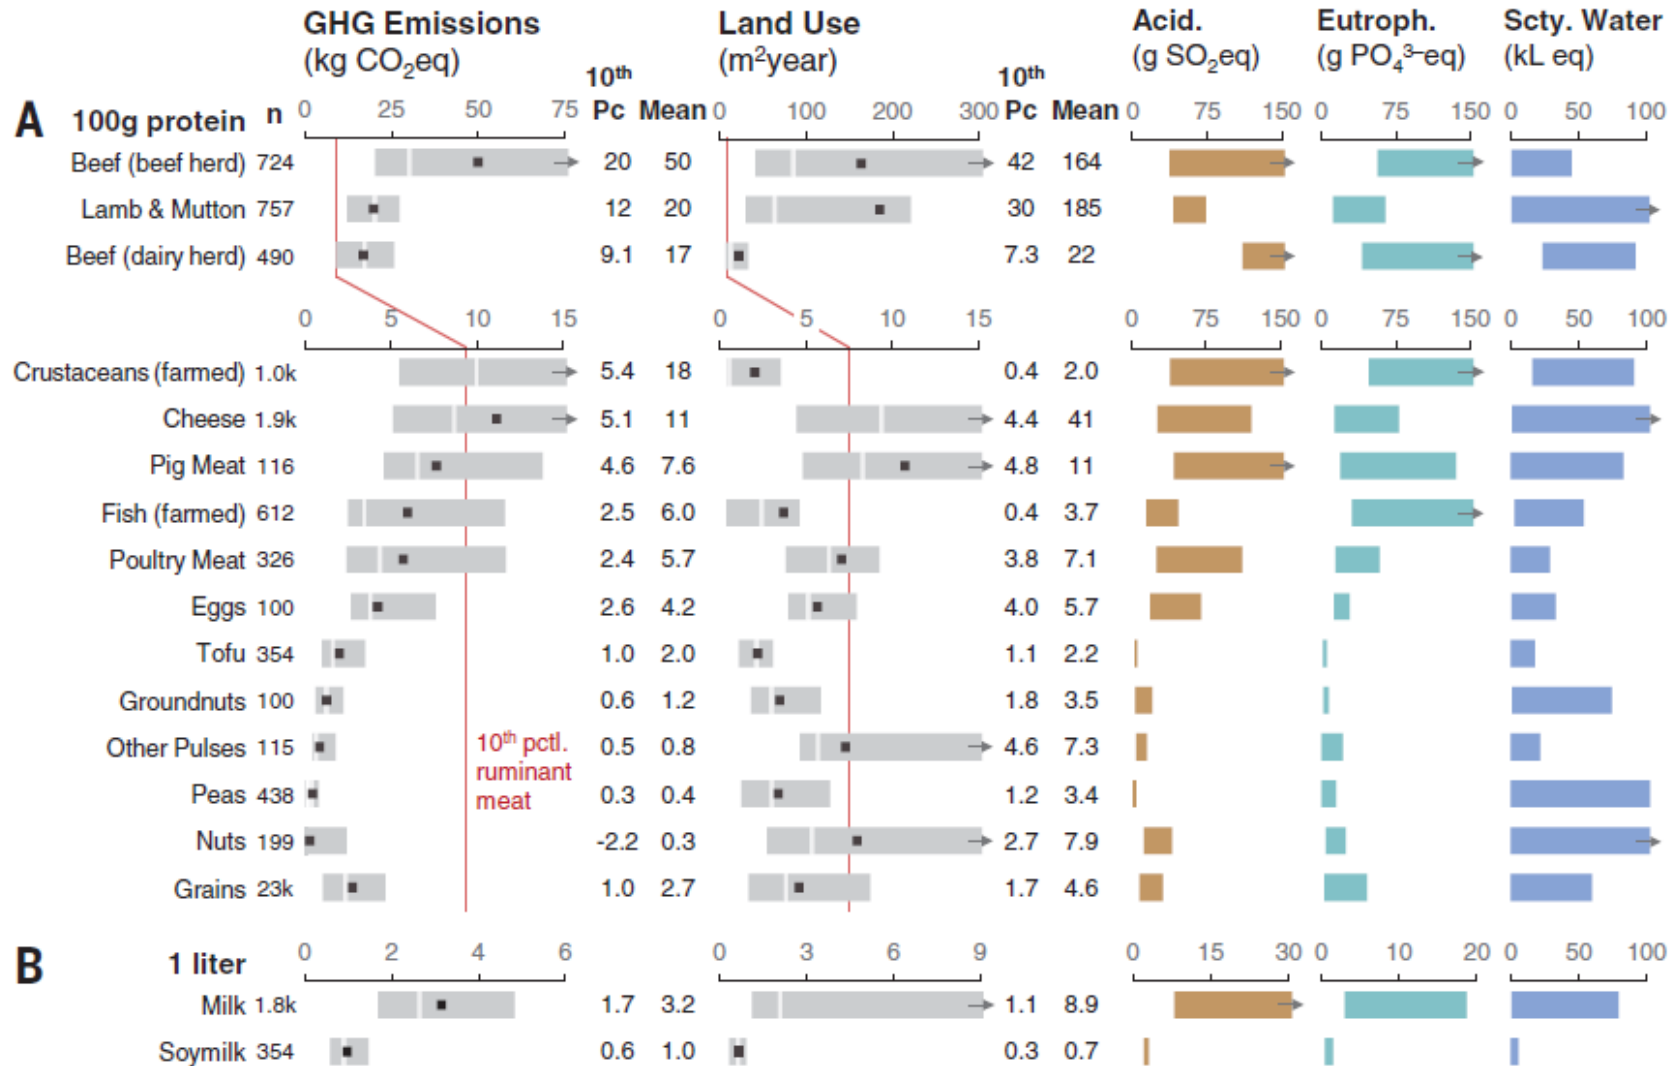 GHG Emissions Land Use Acid. Eutroph. Scty. Water
(kg CO₂eq) (m²year) (g SO₂eq) (g PO₄³⁻eq) (kL eq)
10th 10th
A 100g protein n 0 25 50 75 Pc Mean 0 100 200 300 Pc Mean 0 75 150 0 75 150 0 50 100
Beef (beef herd) 724 20 50 42 164
Lamb & Mutton 757 12 20 30 185
Beef (dairy herd) 490 9.1 17 7.3 22
0 5 10 15 0 5 10 15 0 75 150 0 75 150 0 50 100
Crustaceans (farmed) 1.0k 5.4 18 0.4 2.0
Cheese 1.9k 5.1 11 4.4 41
Pig Meat 116 4.6 7.6 4.8 11
Fish (farmed) 612 2.5 6.0 0.4 3.7
Poultry Meat 326 2.4 5.7 3.8 7.1
Eggs 100 2.6 4.2 4.0 5.7
Tofu 354 1.0 2.0 1.1 2.2
Groundnuts 100 0.6 1.2 1.8 3.5
Other Pulses 115 0.5 0.8 4.6 7.3
10th pctl.
ruminant
meat
Peas 438 0.3 0.4 1.2 3.4
Nuts 199 -2.2 0.3 2.7 7.9
Grains 23k 1.0 2.7 1.7 4.6
B 1 liter 0 2 4 6 0 3 6 9 0 15 30 0 10 20 0 50 100
Milk 1.8k 1.7 3.2 1.1 8.9
Soymilk 354 0.6 1.0 0.3 0.7